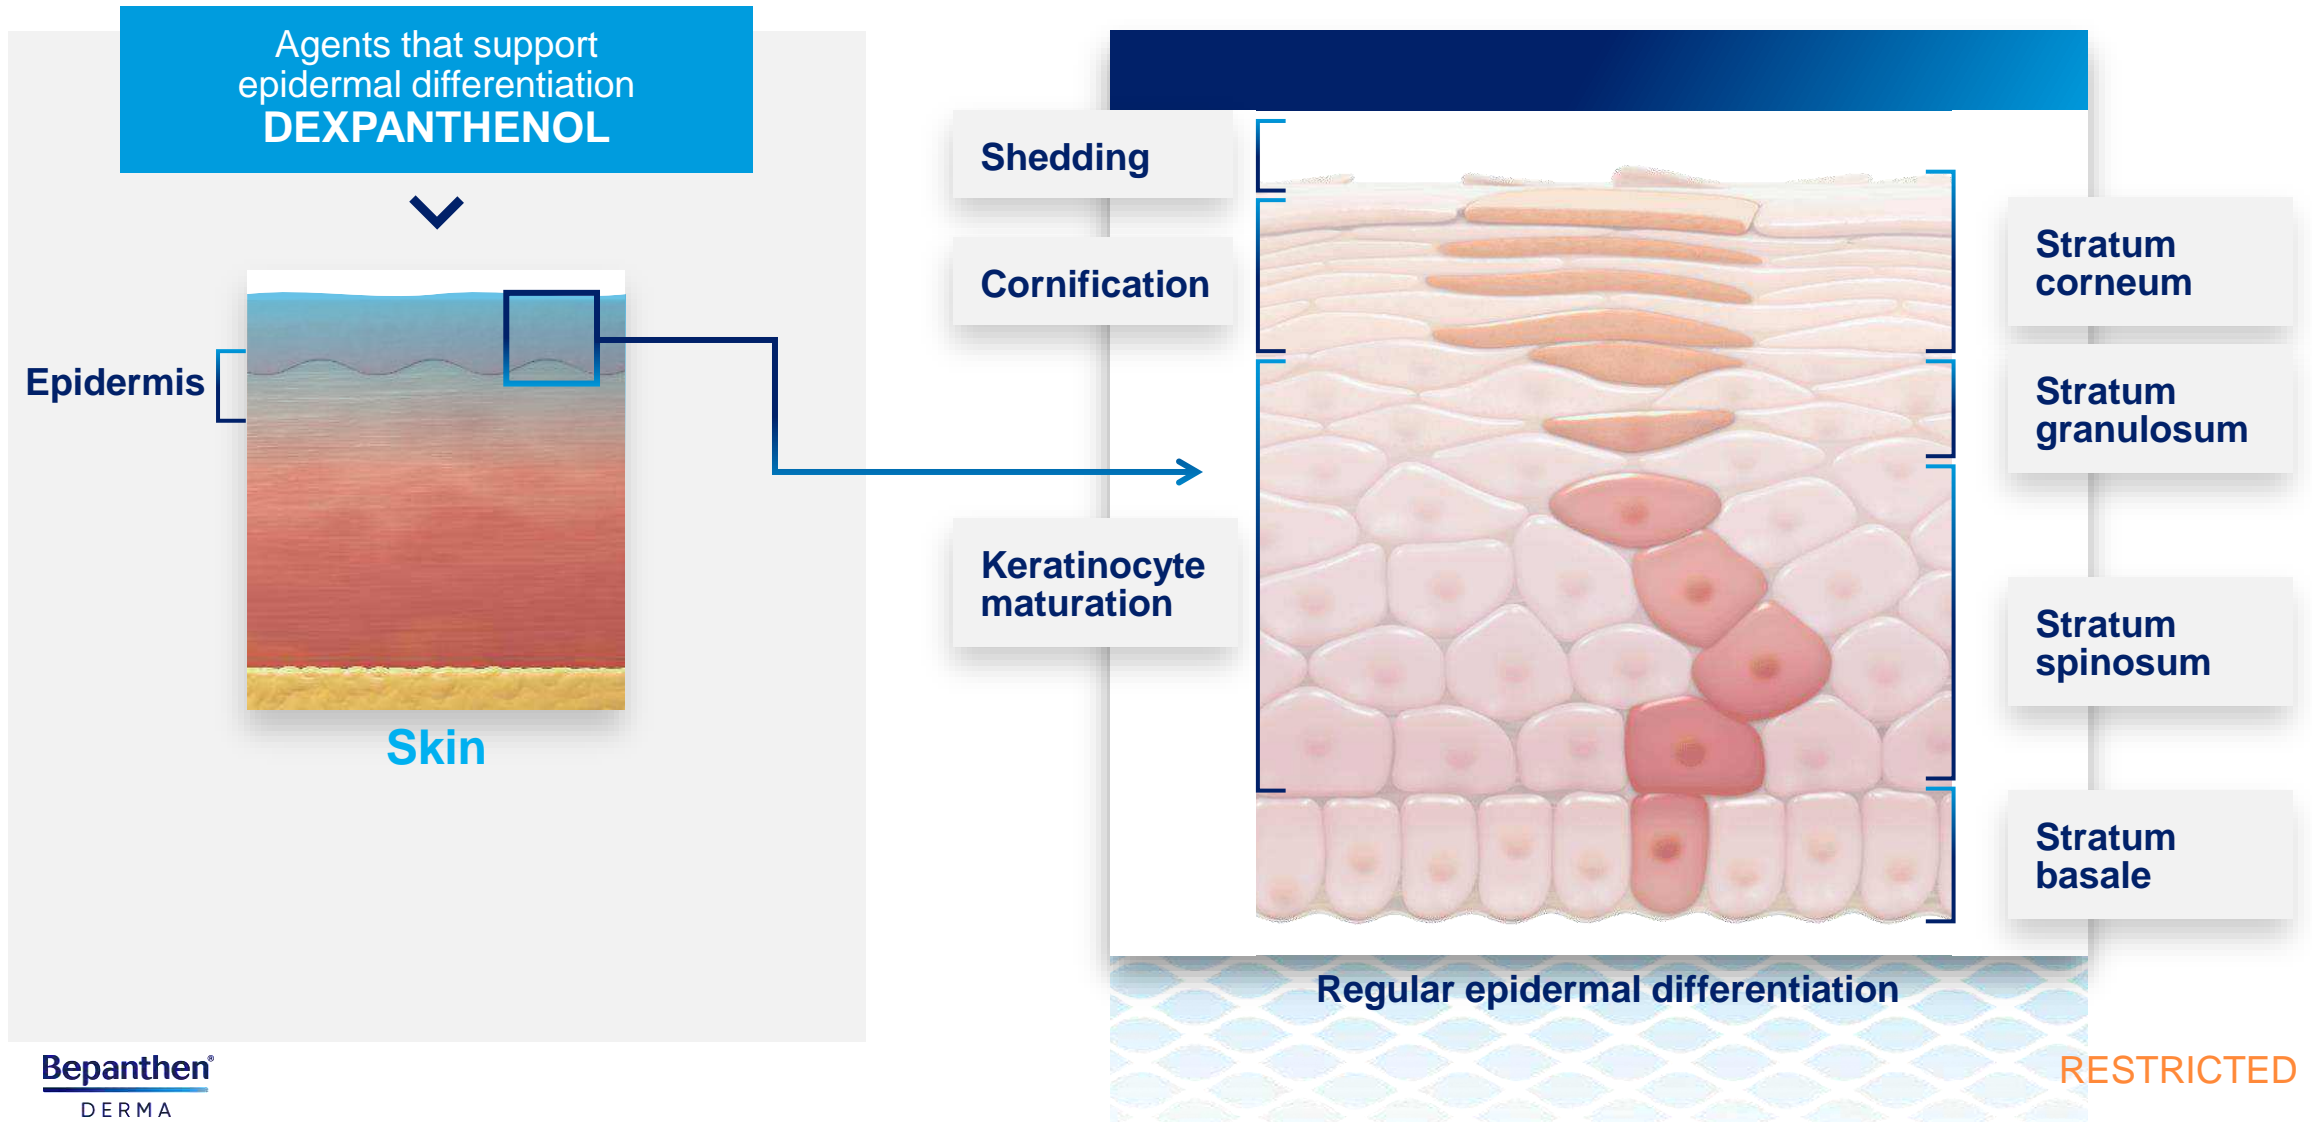 Agents that support
epidermal differentiation
DEXPANTHENOL
Epidermis
Skin
Shedding
Cornification
Keratinocyte
maturation
Stratum
corneum
Stratum
granulosum
Stratum
spinosum
Stratum
basale
Regular epidermal differentiation
Bepanthen®
DERMA
RESTRICTED